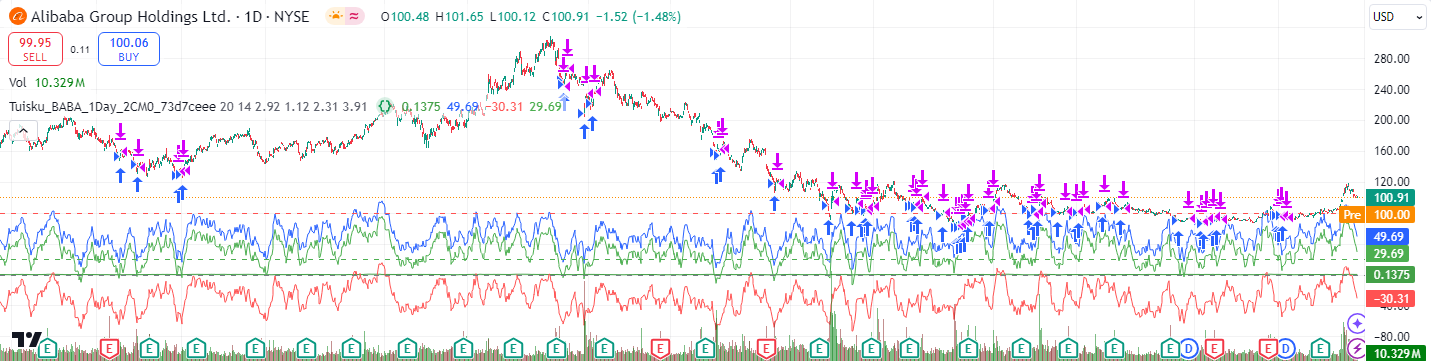 Alibaba Group Holdings Ltd. · 1D · NYSE O100.48 H101.65 L100.12 C100.91 −1.52 (−1.48%)
USD
99.95
SELL
0.11
100.06
BUY
Vol 10.329M
Tuisku_BABA_1Day_2CM0_73d7ceee 20 14 2.92 1.12 2.31 3.91 0.1375 49.69 −30.31 29.69
280.00
240.00
200.00
160.00
120.00
100.91
Pre 100.00
49.69
29.69
0.1375
−30.31
−80.00
10.329M
E E E E E E E E E E E E E E E E E E E E E E E E E D E E D E